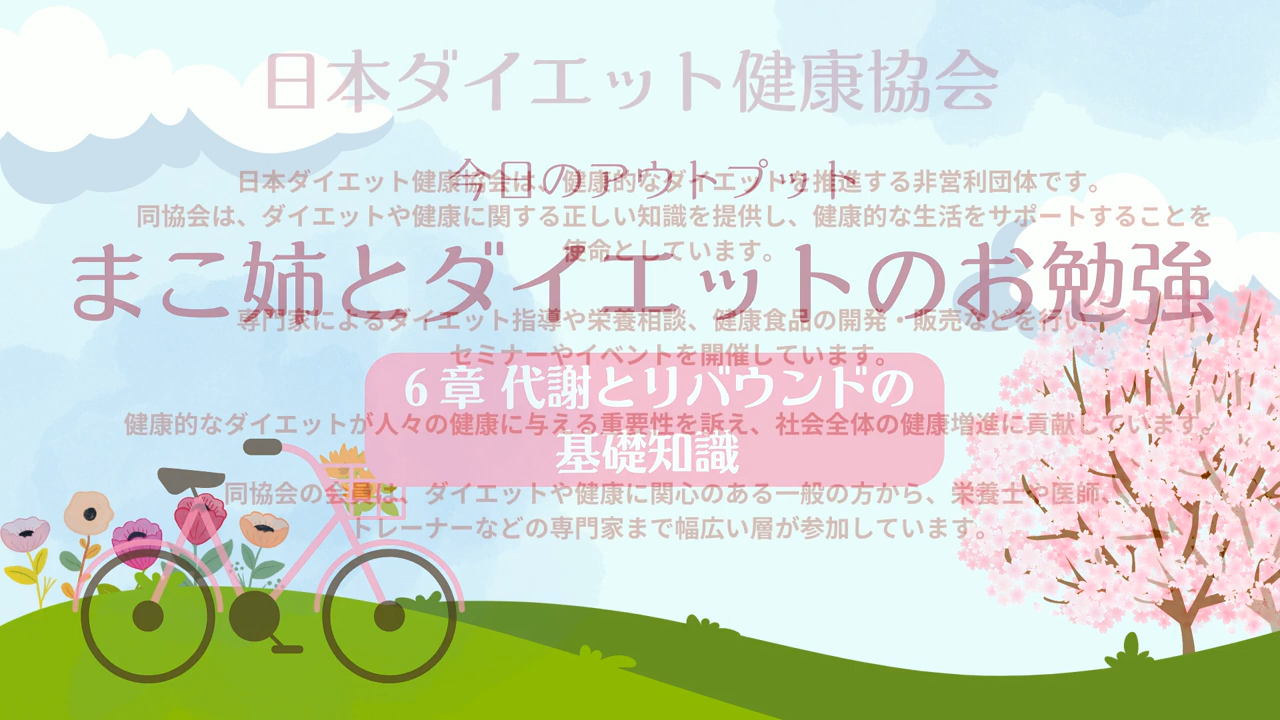 日本ダイエット健康協会
今日のアウトプット
日本ダイエット健康協会は、健康的なダイエットを推進する非営利団体です。
同協会は、ダイエットや健康に関する正しい知識を提供し、健康的な生活をサポートすることを
使命としています。
まこ姉とダイエットのお勉強
専門家によるダイエット指導や栄養相談、健康食品の開発・販売などを行い、
セミナーやイベントを開催しています。
6章 代謝とリバウンドの
健康的なダイエットが人々の健康に与える重要性を訴え、社会全体の健康増進に貢献しています。
基礎知識
同協会の会員は、ダイエットや健康に関心のある一般の方から、栄養士や医師、
トレーナーなどの専門家まで幅広い層が参加しています。